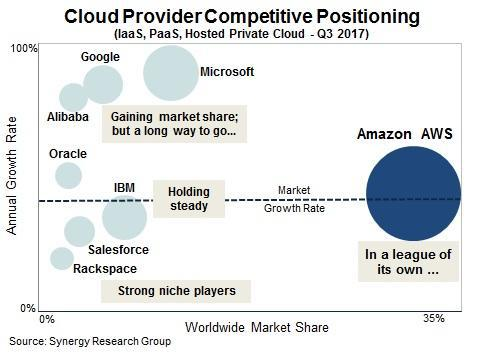 Cloud Provider Competitive Positioning
(IaaS, PaaS, Hosted Private Cloud - Q3 2017)
100%
Google
Microsoft
Alibaba
Gaining market share;
but a long way to go...
Amazon AWS
Oracle
IBM
Holding
steady
Market
Growth Rate
Annual Growth Rate
Salesforce
Rackspace
In a league
of its own ...
Strong niche players
0%
0%
35%
Worldwide Market Share
Source: Synergy Research Group